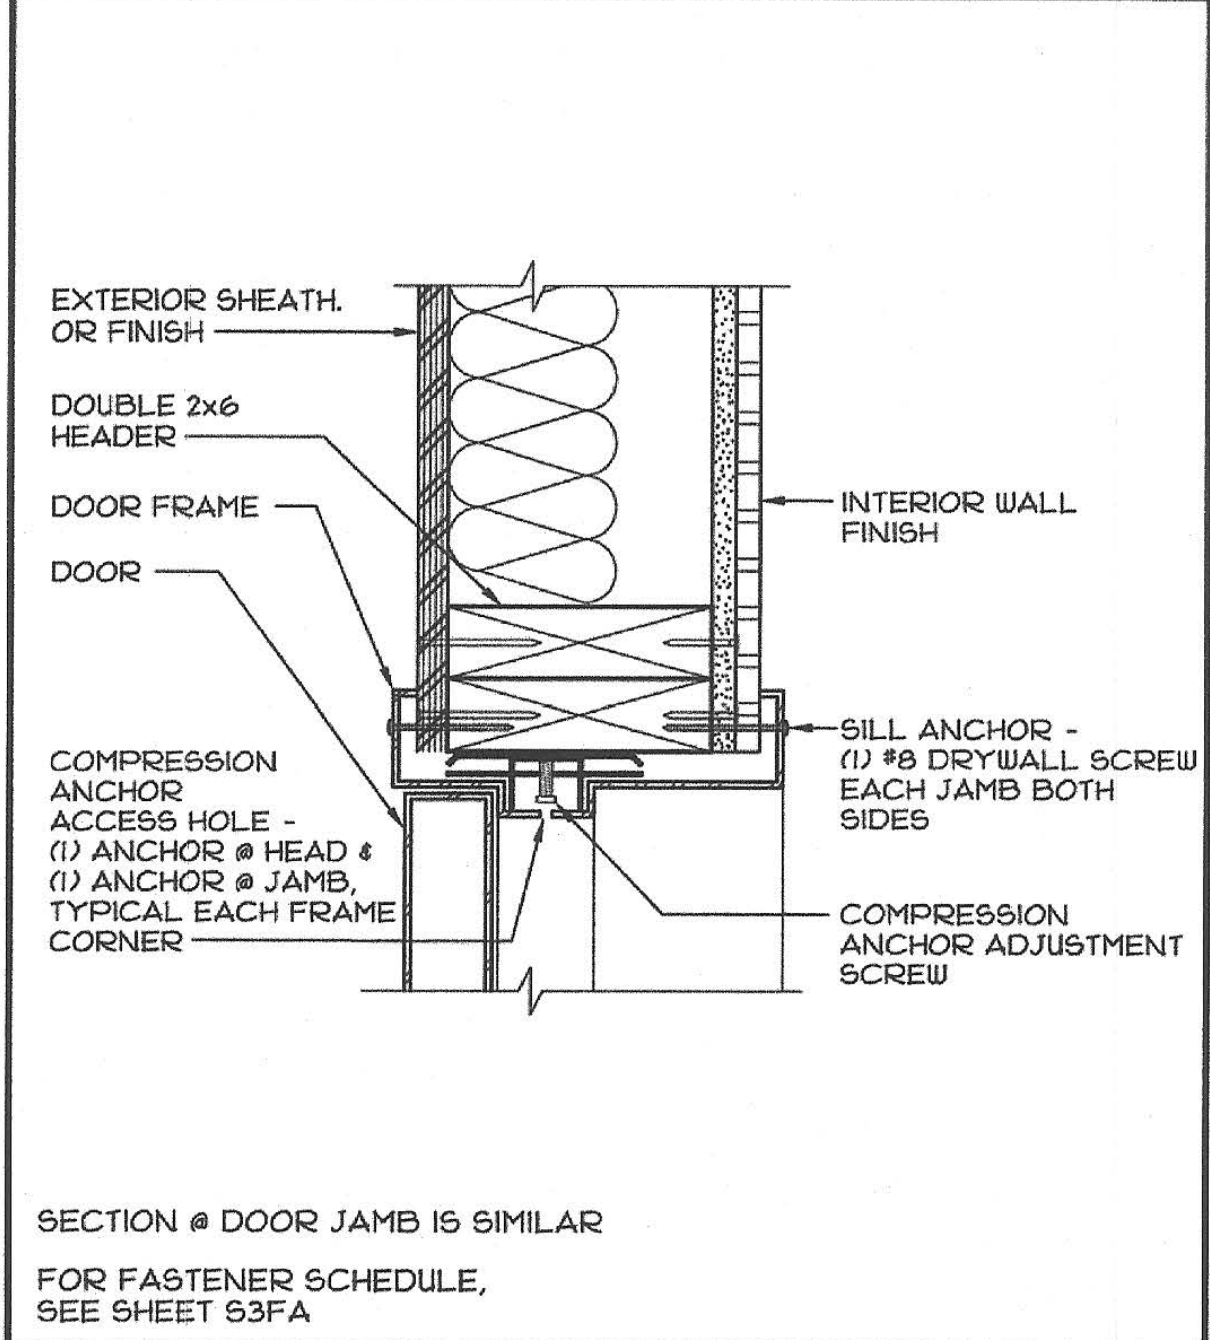 EXTERIOR SHEATH.
OR FINISH
DOUBLE 2x6
HEADER
DOOR FRAME
DOOR
COMPRESSION
ANCHOR
ACCESS HOLE -
(1) ANCHOR @ HEAD &
(1) ANCHOR @ JAMB,
TYPICAL EACH FRAME
CORNER
INTERIOR WALL
FINISH
SILL ANCHOR -
(1) #8 DRYWALL SCREW
EACH JAMB BOTH
SIDES
COMPRESSION
ANCHOR ADJUSTMENT
SCREW
SECTION @ DOOR JAMB IS SIMILAR
FOR FASTENER SCHEDULE,
SEE SHEET S3FA